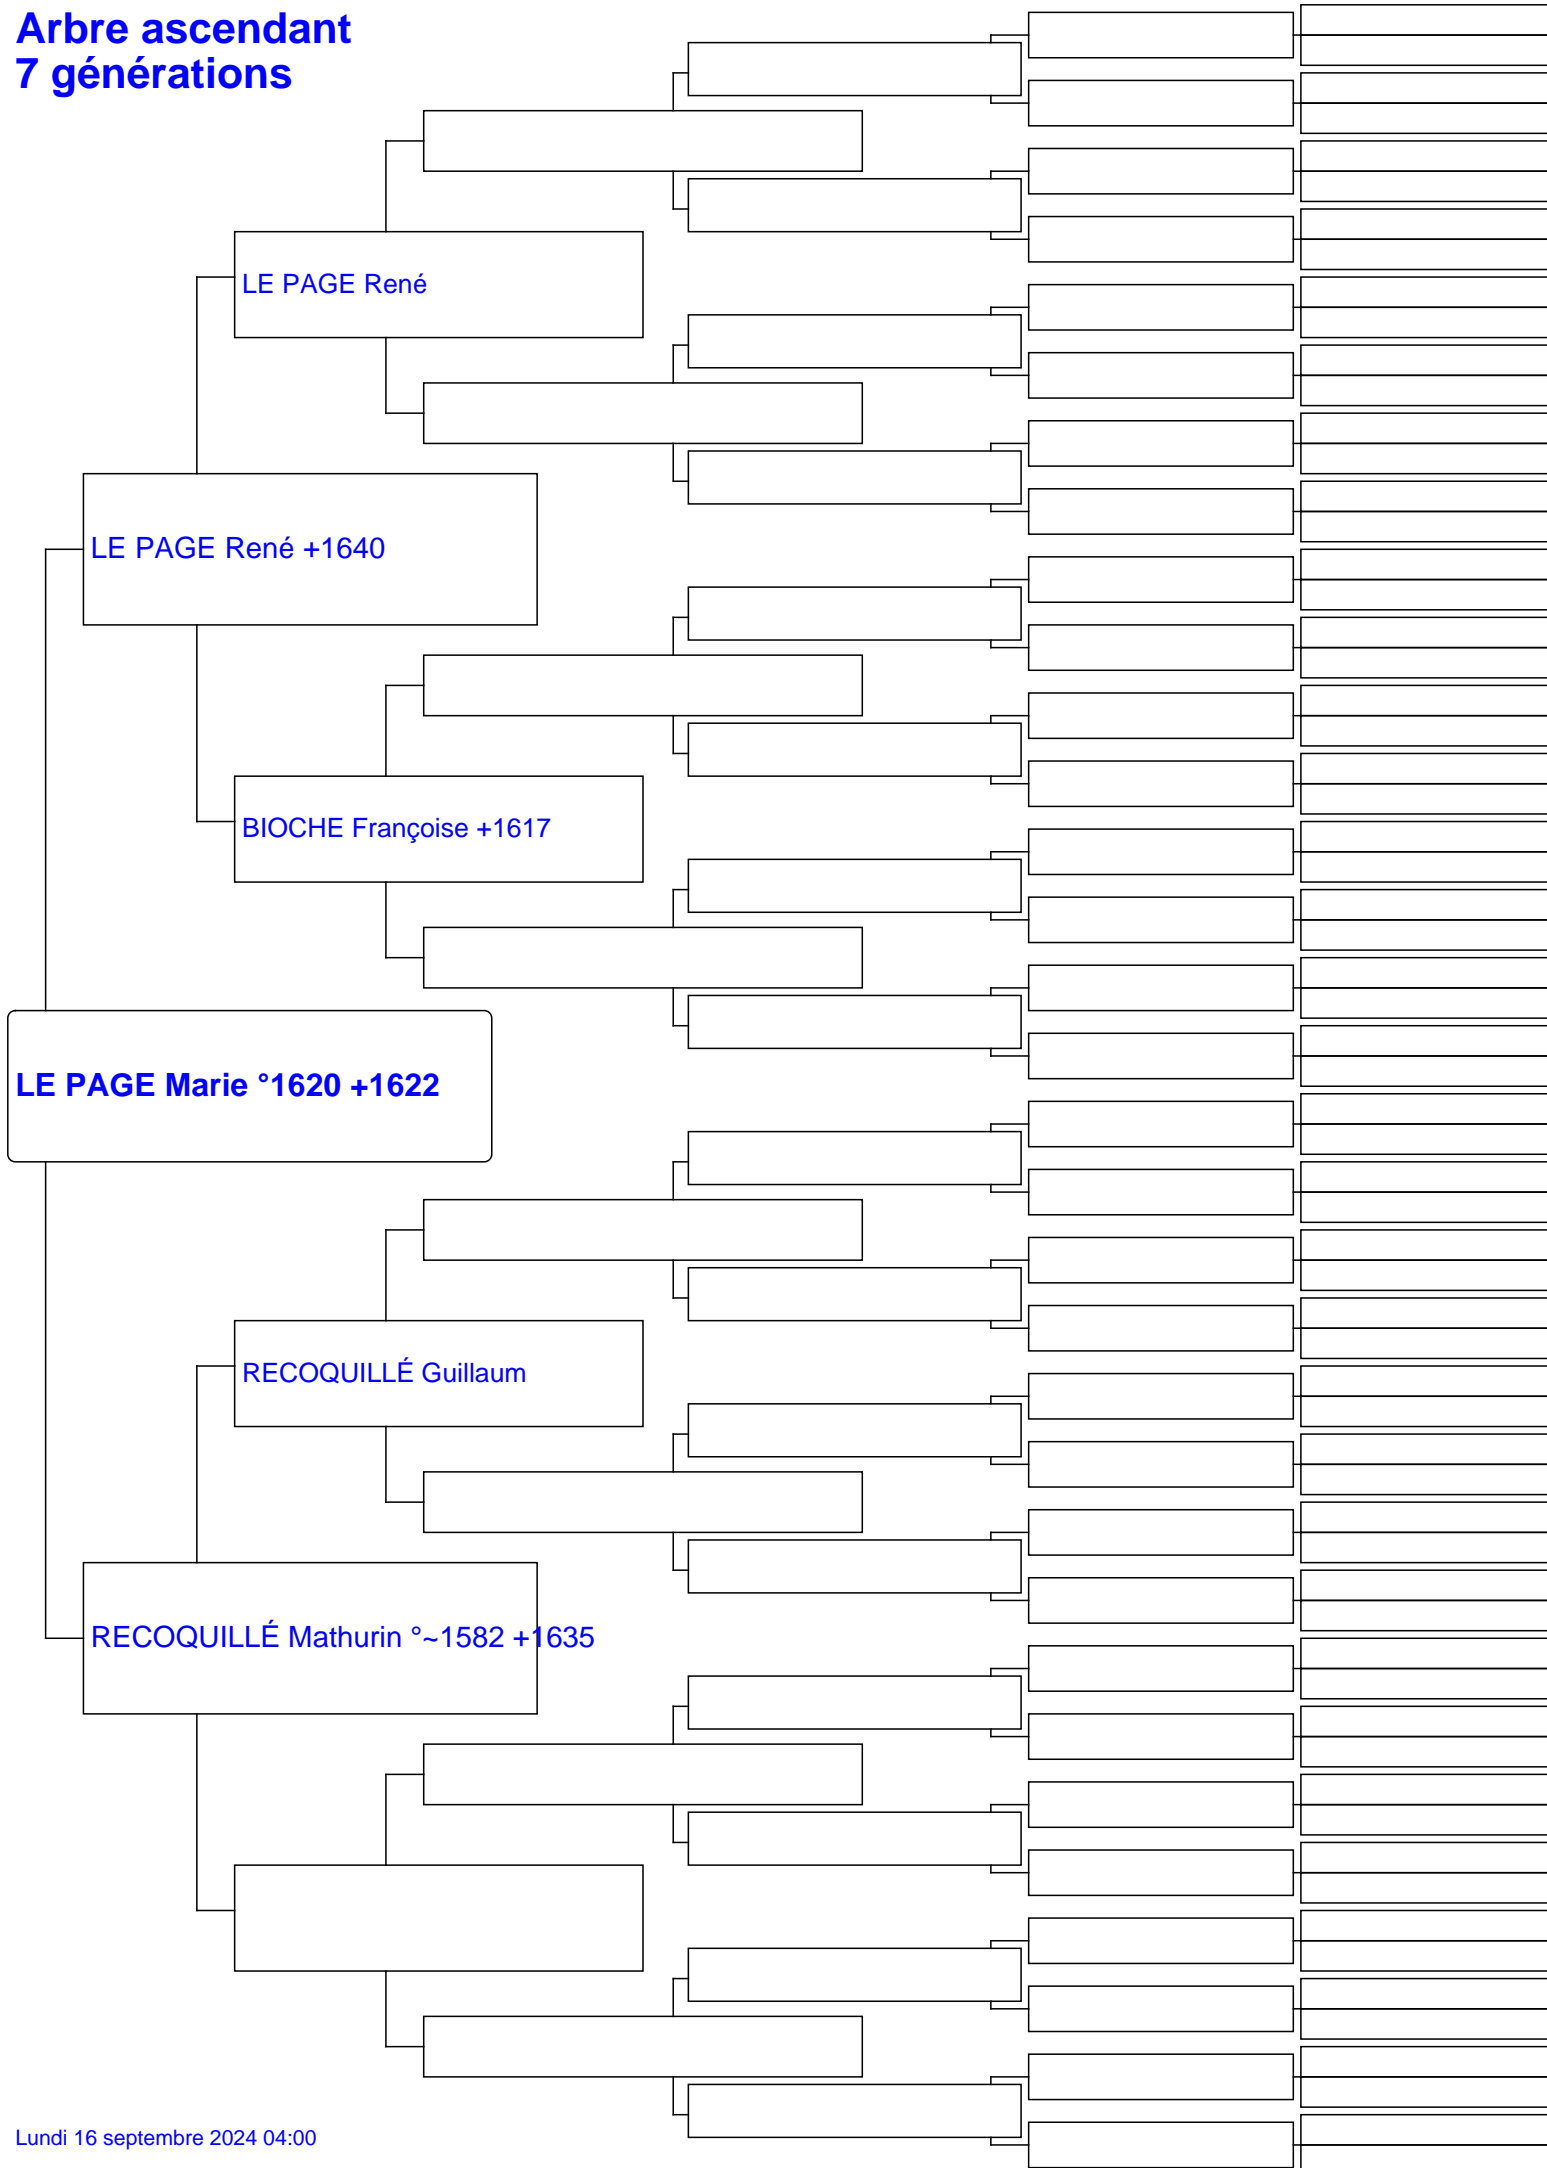 Arbre ascendant
7 générations
LE PAGE René
LE PAGE René +1640
BIOCHE Françoise +1617
LE PAGE Marie °1620 +1622
RECOQUILLÉ Guillaum
RECOQUILLÉ Mathurin °~1582 +1635
Lundi 16 septembre 2024 04:00